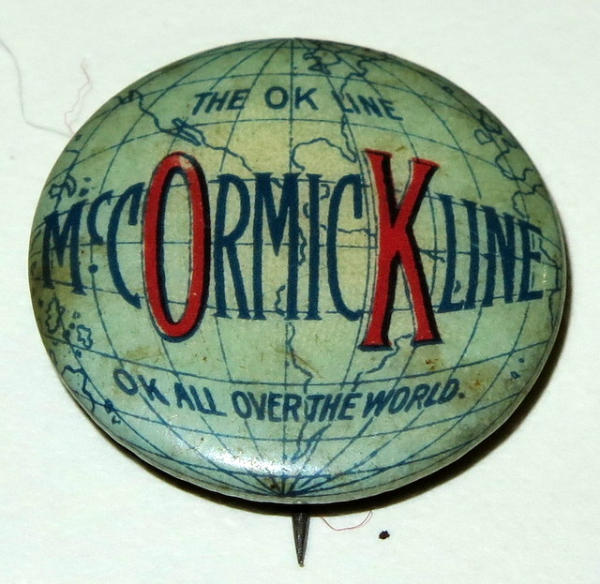 THE OK LINE
McCORMICK LINE
OK ALL OVER THE WORLD.